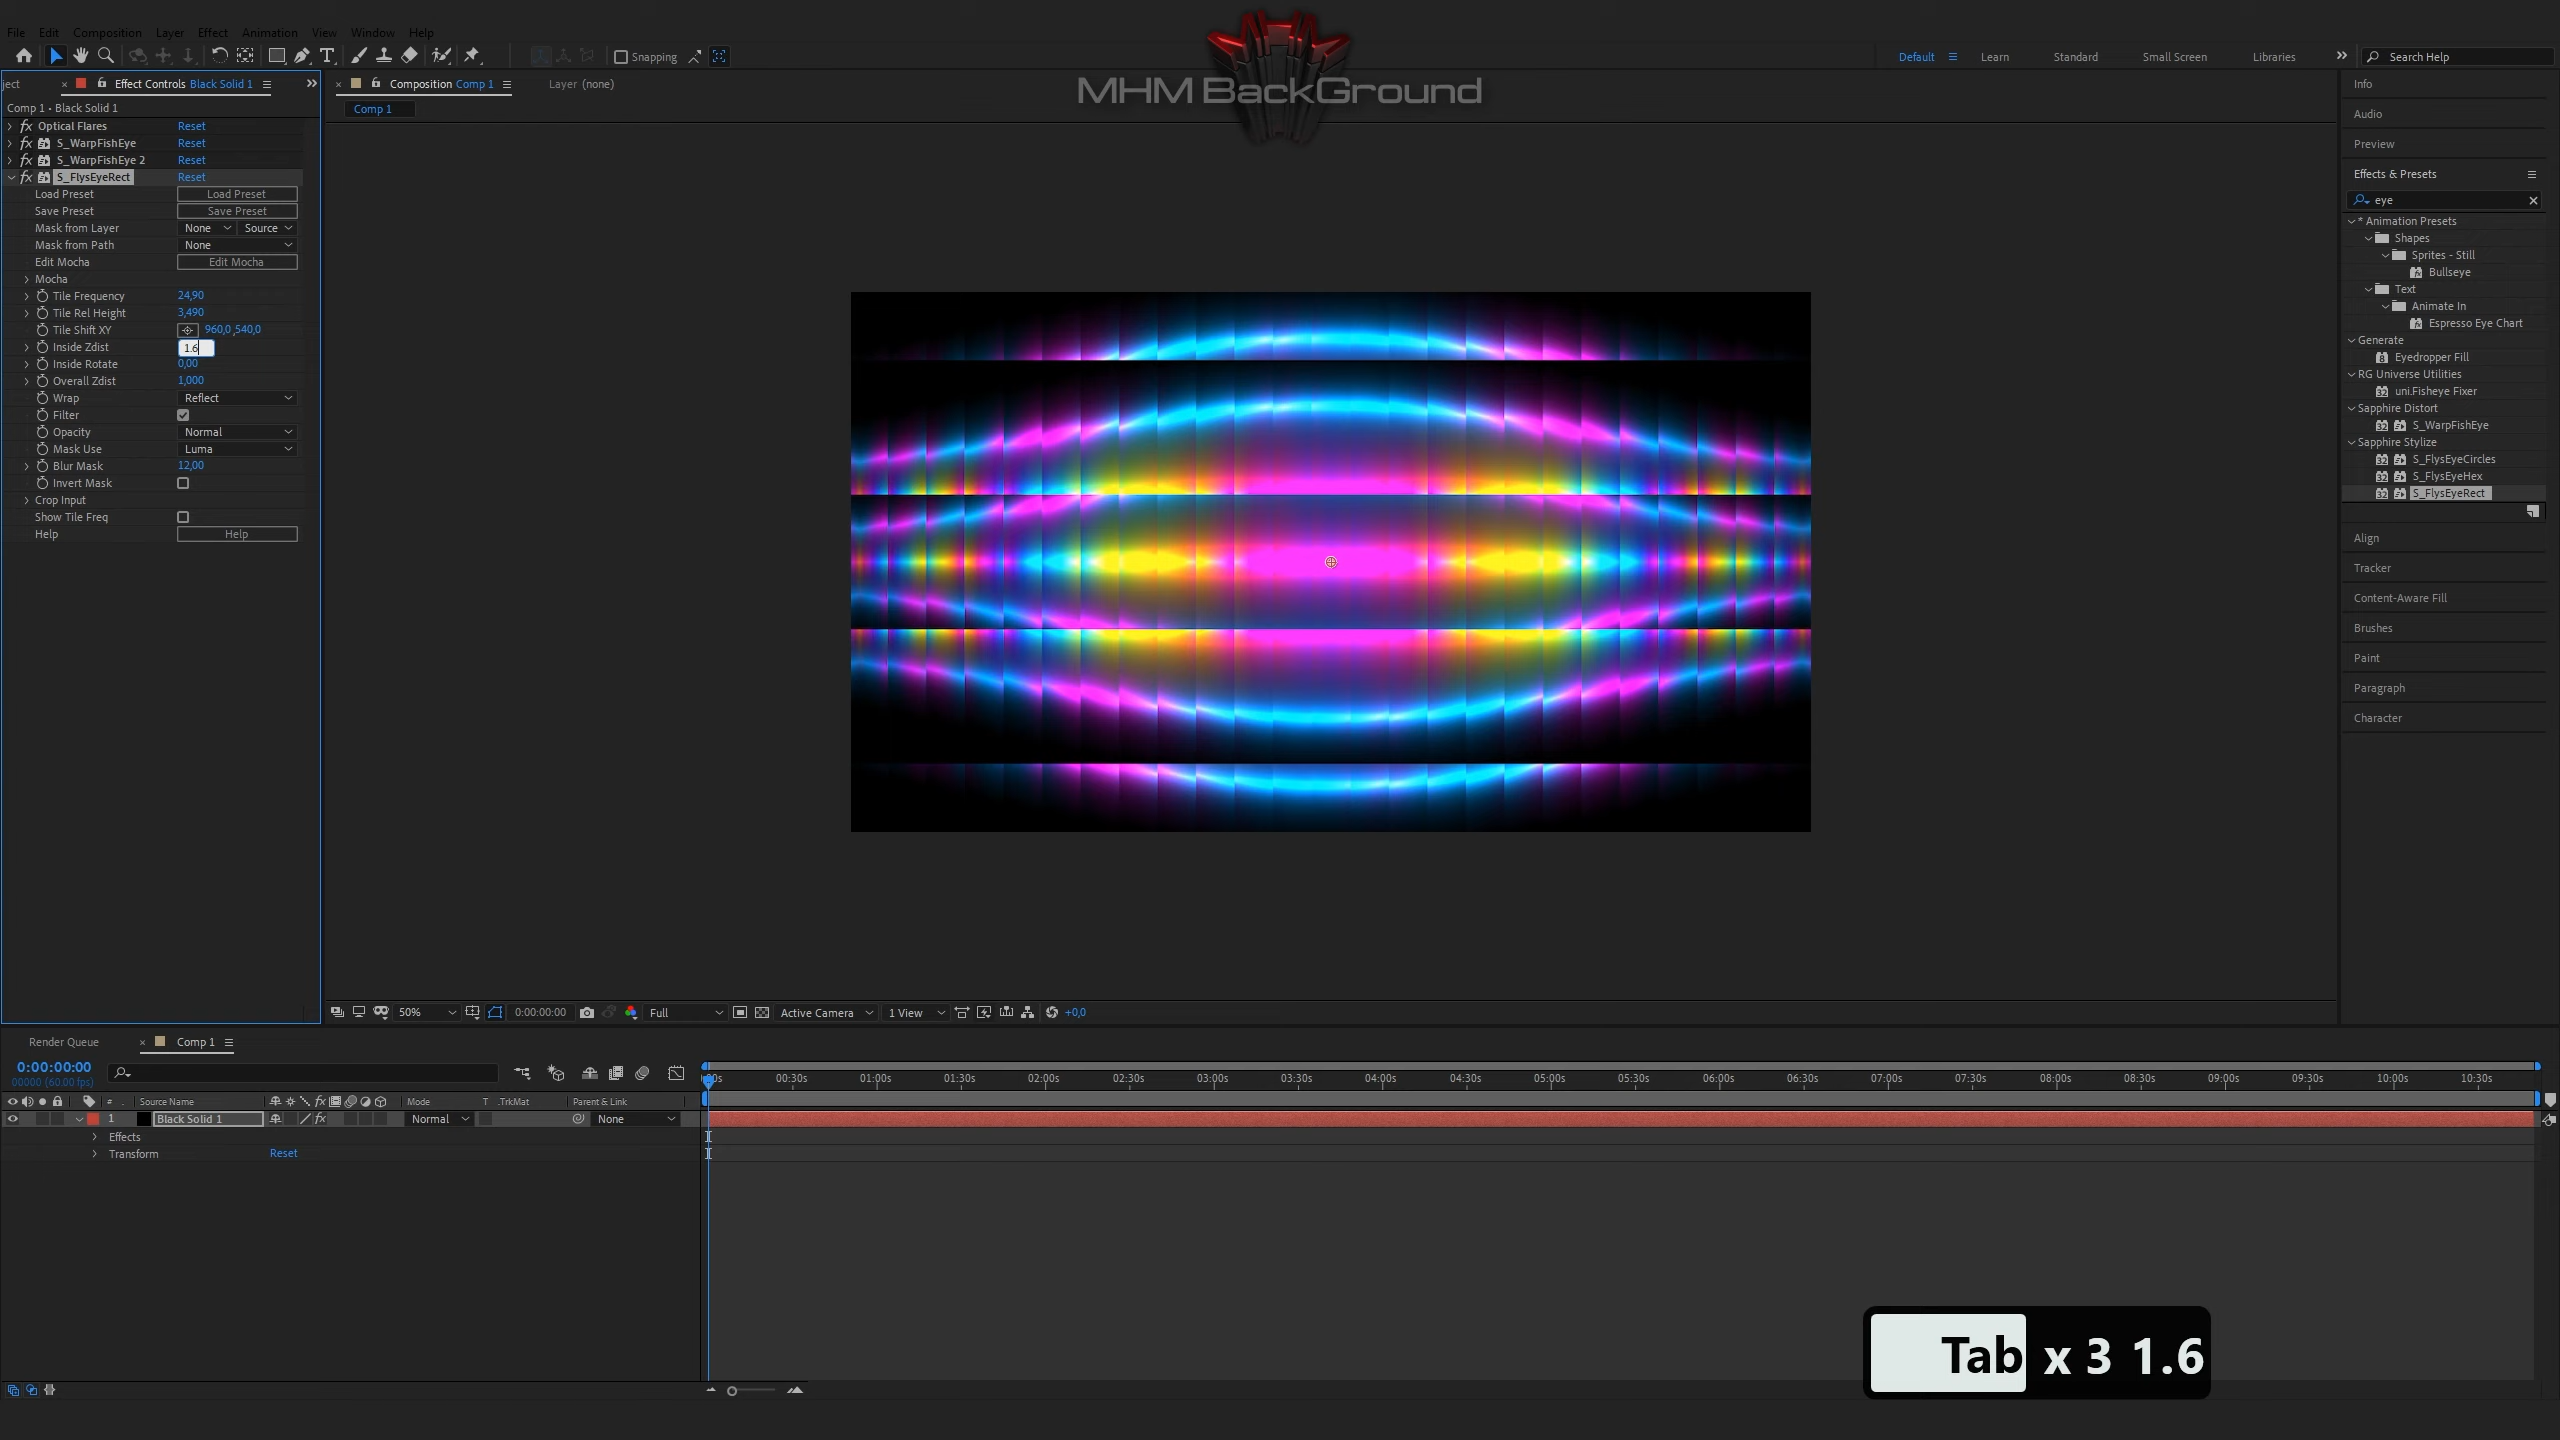 File Edit Composition Layer Effect Animation View Window Help
Snapping
Default Learn Standard Small Screen Libraries Search Help
MHM BackGround
ject Effect Controls Black Solid 1
Composition Comp 1 Layer (none)
Comp 1 • Black Solid 1
Comp 1
fx Optical Flares Reset
fx S_WarpFishEye Reset
fx S_WarpFishEye 2 Reset
fx S_FlysEyeRect Reset
Load Preset Load Preset
Save Preset Save Preset
Mask from Layer None Source
Mask from Path None
Edit Mocha Edit Mocha
Mocha
Tile Frequency 24,90
Tile Rel Height 3,490
Tile Shift XY 960,0 ,540,0
Inside Zdist 1.6
Inside Rotate 0,00
Overall Zdist 1,000
Wrap Reflect
Filter
Opacity Normal
Mask Use Luma
Blur Mask 12,00
Invert Mask
Crop Input
Show Tile Freq
Help Help
Info
Audio
Preview
Effects & Presets
eye
* Animation Presets
Shapes
Sprites - Still
Bullseye
Text
Animate In
Espresso Eye Chart
Generate
Eyedropper Fill
RG Universe Utilities
uni.Fisheye Fixer
Sapphire Distort
S_WarpFishEye
Sapphire Stylize
S_FlysEyeCircles
S_FlysEyeHex
S_FlysEyeRect
Align
Tracker
Content-Aware Fill
Brushes
Paint
Paragraph
Character
50% 0:00:00:00 Full Active Camera 1 View +0,0
Render Queue Comp 1
0:00:00:00
00000 (60.00 fps)
00s 00:30s 01:00s 01:30s 02:00s 02:30s 03:00s 03:30s 04:00s 04:30s 05:00s 05:30s 06:00s 06:30s 07:00s 07:30s 08:00s 08:30s 09:00s 09:30s 10:00s 10:30s
# Source Name Mode T .TrkMat Parent & Link
1 Black Solid 1 fx Normal None
Effects
Transform Reset
Tab x 3 1.6